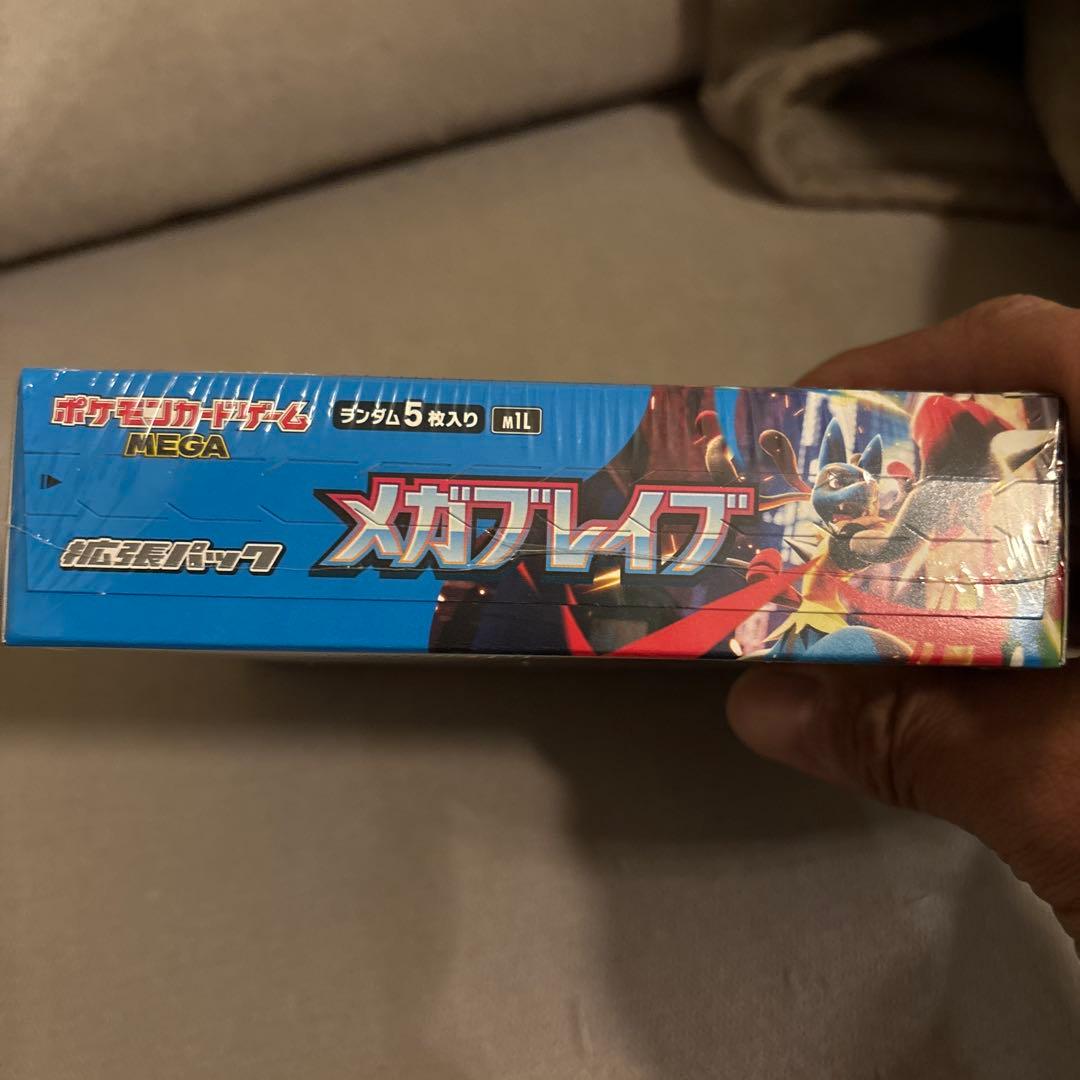 ポケモンカードゲーム
MEGA
ランダム5枚入り M1L
メガブレイブ
拡張パック